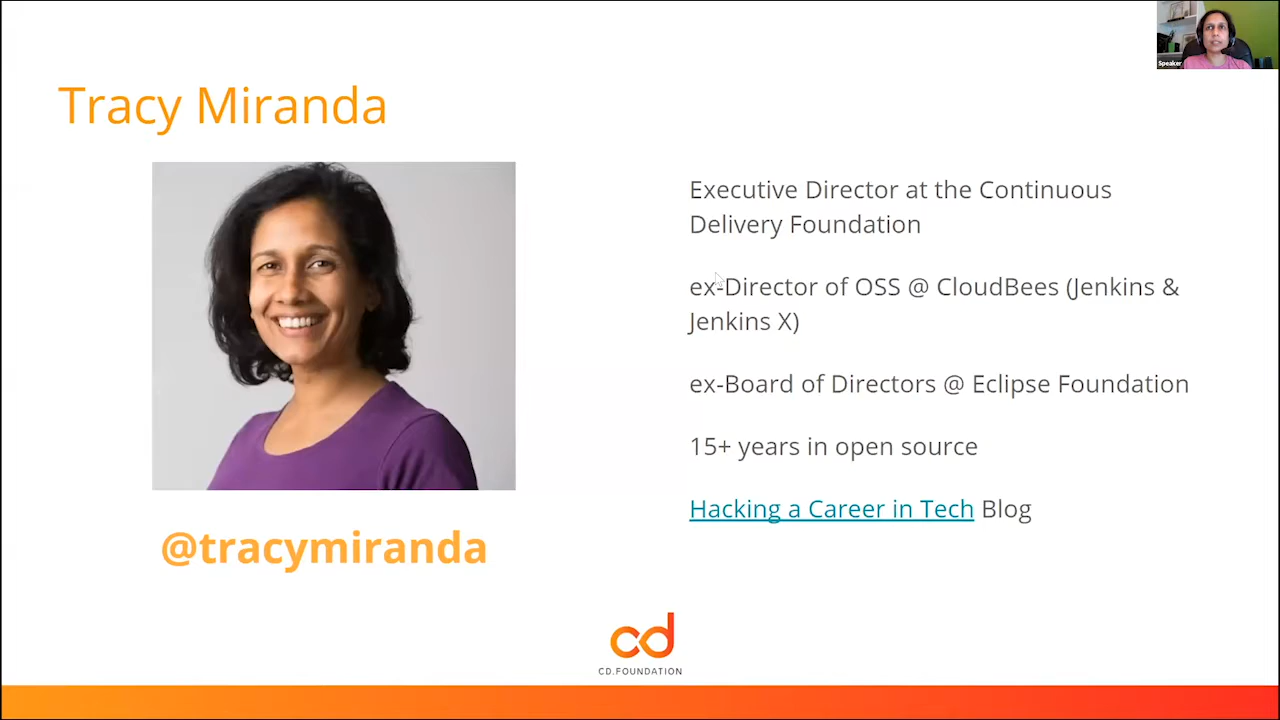 Speaker
Tracy Miranda
Executive Director at the Continuous
Delivery Foundation
ex-Director of OSS @ CloudBees (Jenkins &
Jenkins X)
ex-Board of Directors @ Eclipse Foundation
15+ years in open source
Hacking a Career in Tech Blog
@tracymiranda
cd
CD.FOUNDATION